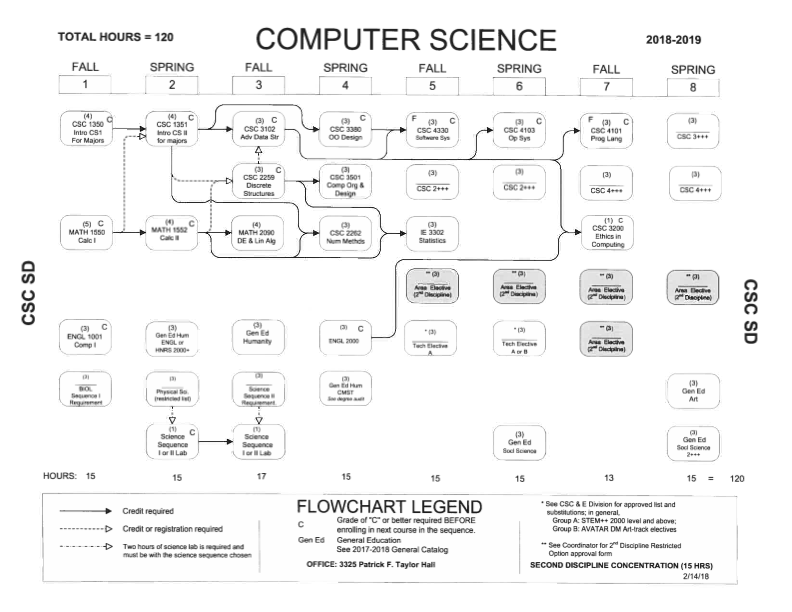 TOTAL HOURS = 120
COMPUTER SCIENCE
2018-2019
FALL
SPRING
FALL
SPRING
FALL
SPRING
FALL
SPRING
1
2
3
4
5
6
7
8
(4) C
CSC 1350
Intro CS1
For Majors
(4) C
CSC 1351
Intro CS II
for majors
(3) C
CSC 3102
Adv Data Str
(3) C
CSC 3380
OO Design
F (3) C
CSC 4330
Software Sys
(3) C
CSC 4103
Op Sys
F (3) C
CSC 4101
Prog Lang
(3)
CSC 3+++
(3) C
CSC 2259
Discrete
Structures
(3) C
CSC 3501
Comp Org &
Design
(3)
CSC 2+++
(3)
CSC 2+++
(3)
CSC 4+++
(3)
CSC 4+++
(5) C
MATH 1550
Calc I
(4) C
MATH 1552
Calc II
(4)
MATH 2090
DE & Lin Alg
(3) C
CSC 2262
Num Methds
(3)
IE 3302
Statistics
(1) C
CSC 3200
Ethics in
Computing
CSC SD
CSC SD
** (3)
Area Elective
(2nd Discipline)
** (3)
Area Elective
(2nd Discipline)
** (3)
Area Elective
(2nd Discipline)
** (3)
Area Elective
(2nd Discipline)
(3) C
ENGL 1001
Comp I
(3)
Gen Ed Hum
ENGL or
HNRS 2000+
(3)
Gen Ed
Humanity
(3) C
ENGL 2000
* (3)
Tech Elective
A
* (3)
Tech Elective
A or B
** (3)
Area Elective
(2nd Discipline)
(3)
BIOL
Sequence I
Requirement
(3)
Physical Sci.
(restricted list)
(3)
Science
Sequence II
Requirement
(3)
Gen Ed Hum
CMST
See degree audit
(3)
Gen Ed
Art
(1) C
Science
Sequence
I or II Lab
(1)
Science
Sequence
I or II Lab
(3)
Gen Ed
Socl Science
(3)
Gen Ed
Socl Science
2+++
HOURS: 15 15 17 15 15 15 13 15 = 120
FLOWCHART LEGEND
Credit required
Credit or registration required
Two hours of science lab is required and
must be with the science sequence chosen
C Grade of "C" or better required BEFORE
enrolling in next course in the sequence.
Gen Ed General Education
See 2017-2018 General Catalog
OFFICE: 3325 Patrick F. Taylor Hall
* See CSC & E Division for approved list and
substitutions; in general,
Group A: STEM++ 2000 level and above;
Group B: AVATAR DM Art-track electives
** See Coordinator for 2nd Discipline Restricted
Option approval form
SECOND DISCIPLINE CONCENTRATION (15 HRS)
2/14/18